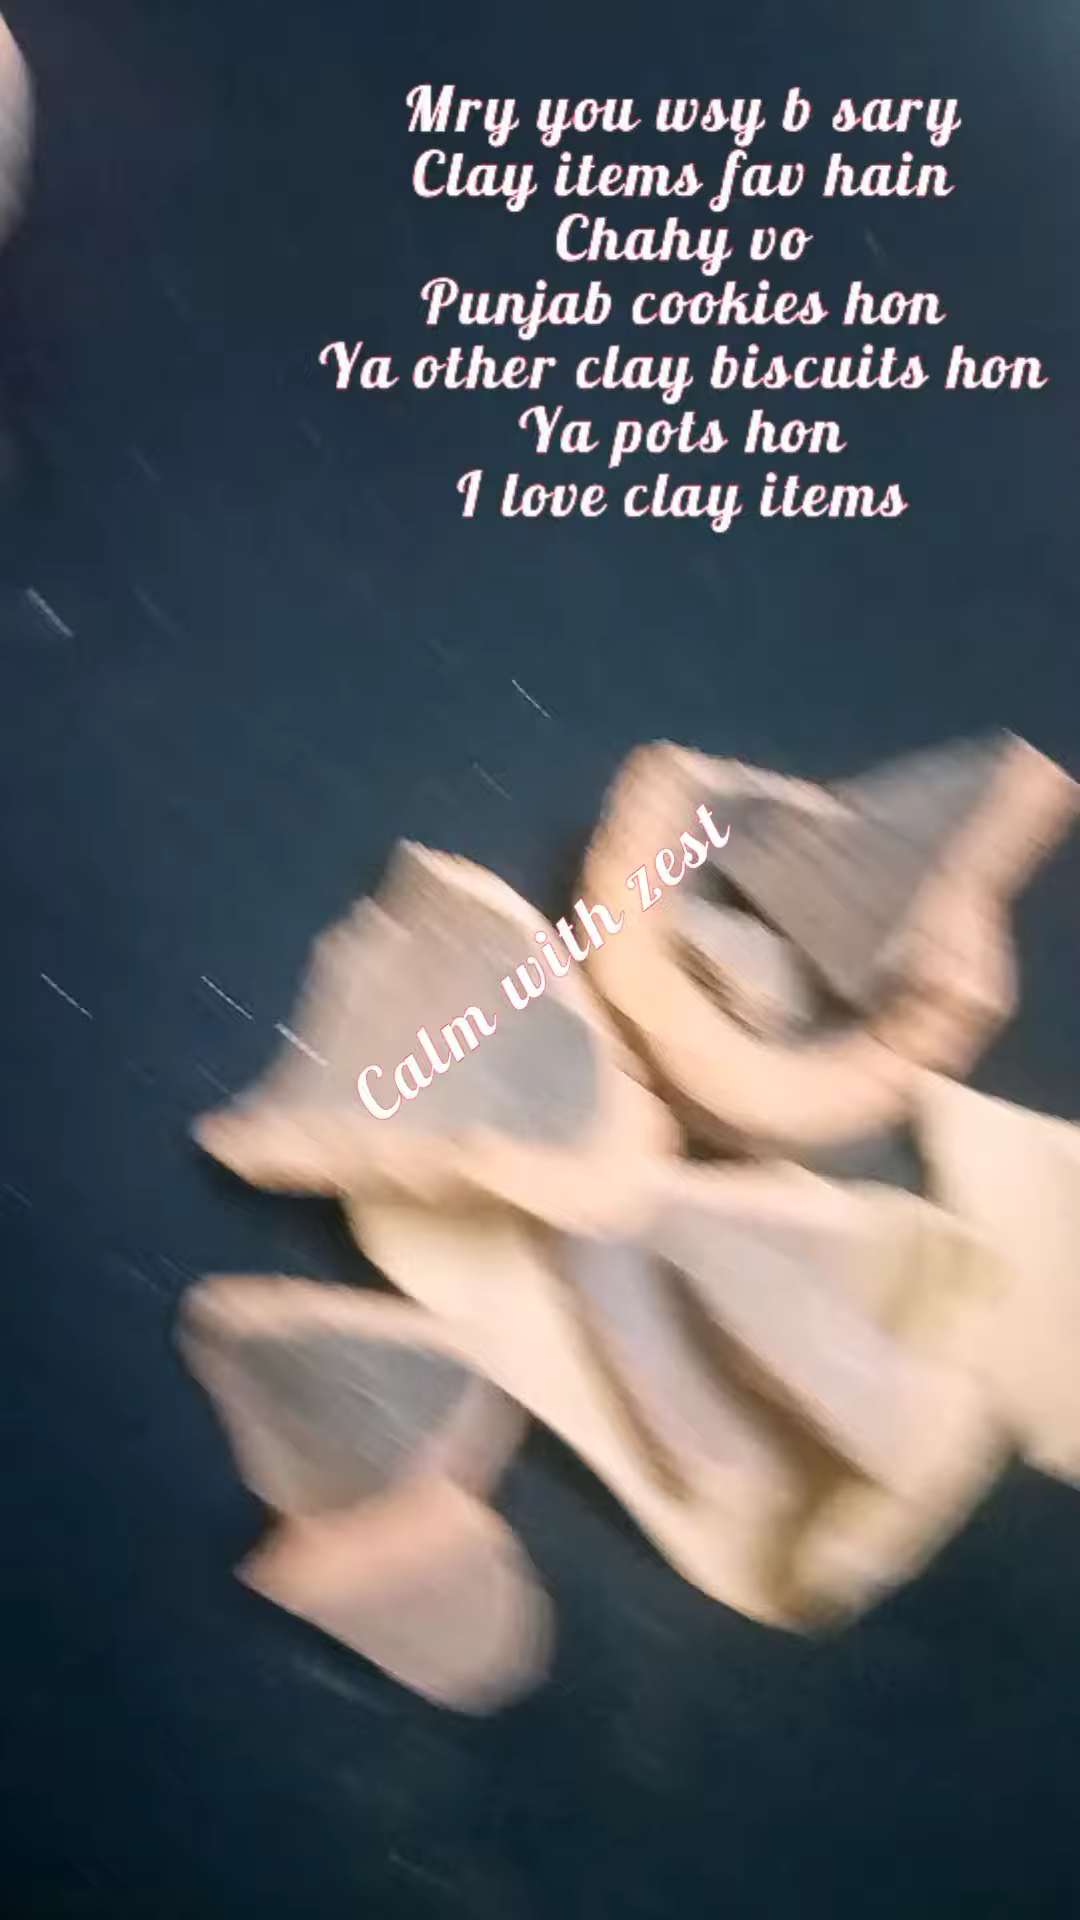 Mry you wsy b sary
Clay items fav hain
Chahy vo
Punjab cookies hon
Ya other clay biscuits hon
Ya pots hon
I love clay items
Calm with zest